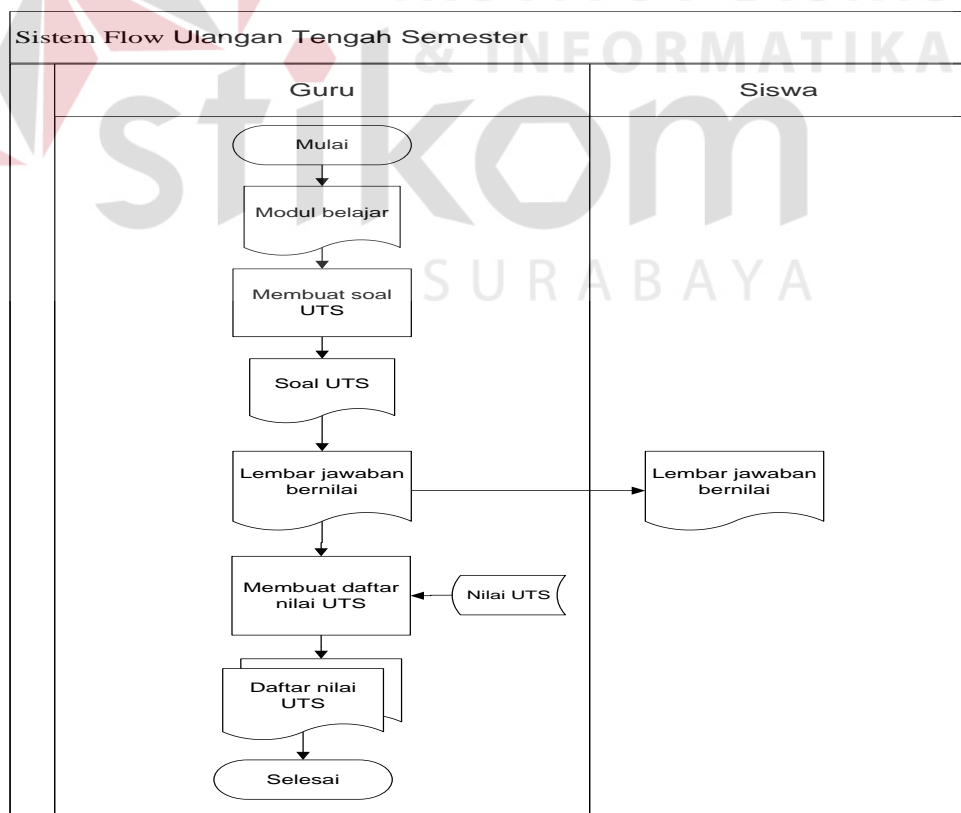 Sistem Flow Ulangan Tengah Semester
& INFORMATIKA
Guru
Siswa
stikom
SURABAYA
Mulai
Modul belajar
Membuat soal
UTS
Soal UTS
Lembar jawaban
bernilai
Lembar jawaban
bernilai
Membuat daftar
nilai UTS
Nilai UTS
Daftar nilai
UTS
Selesai